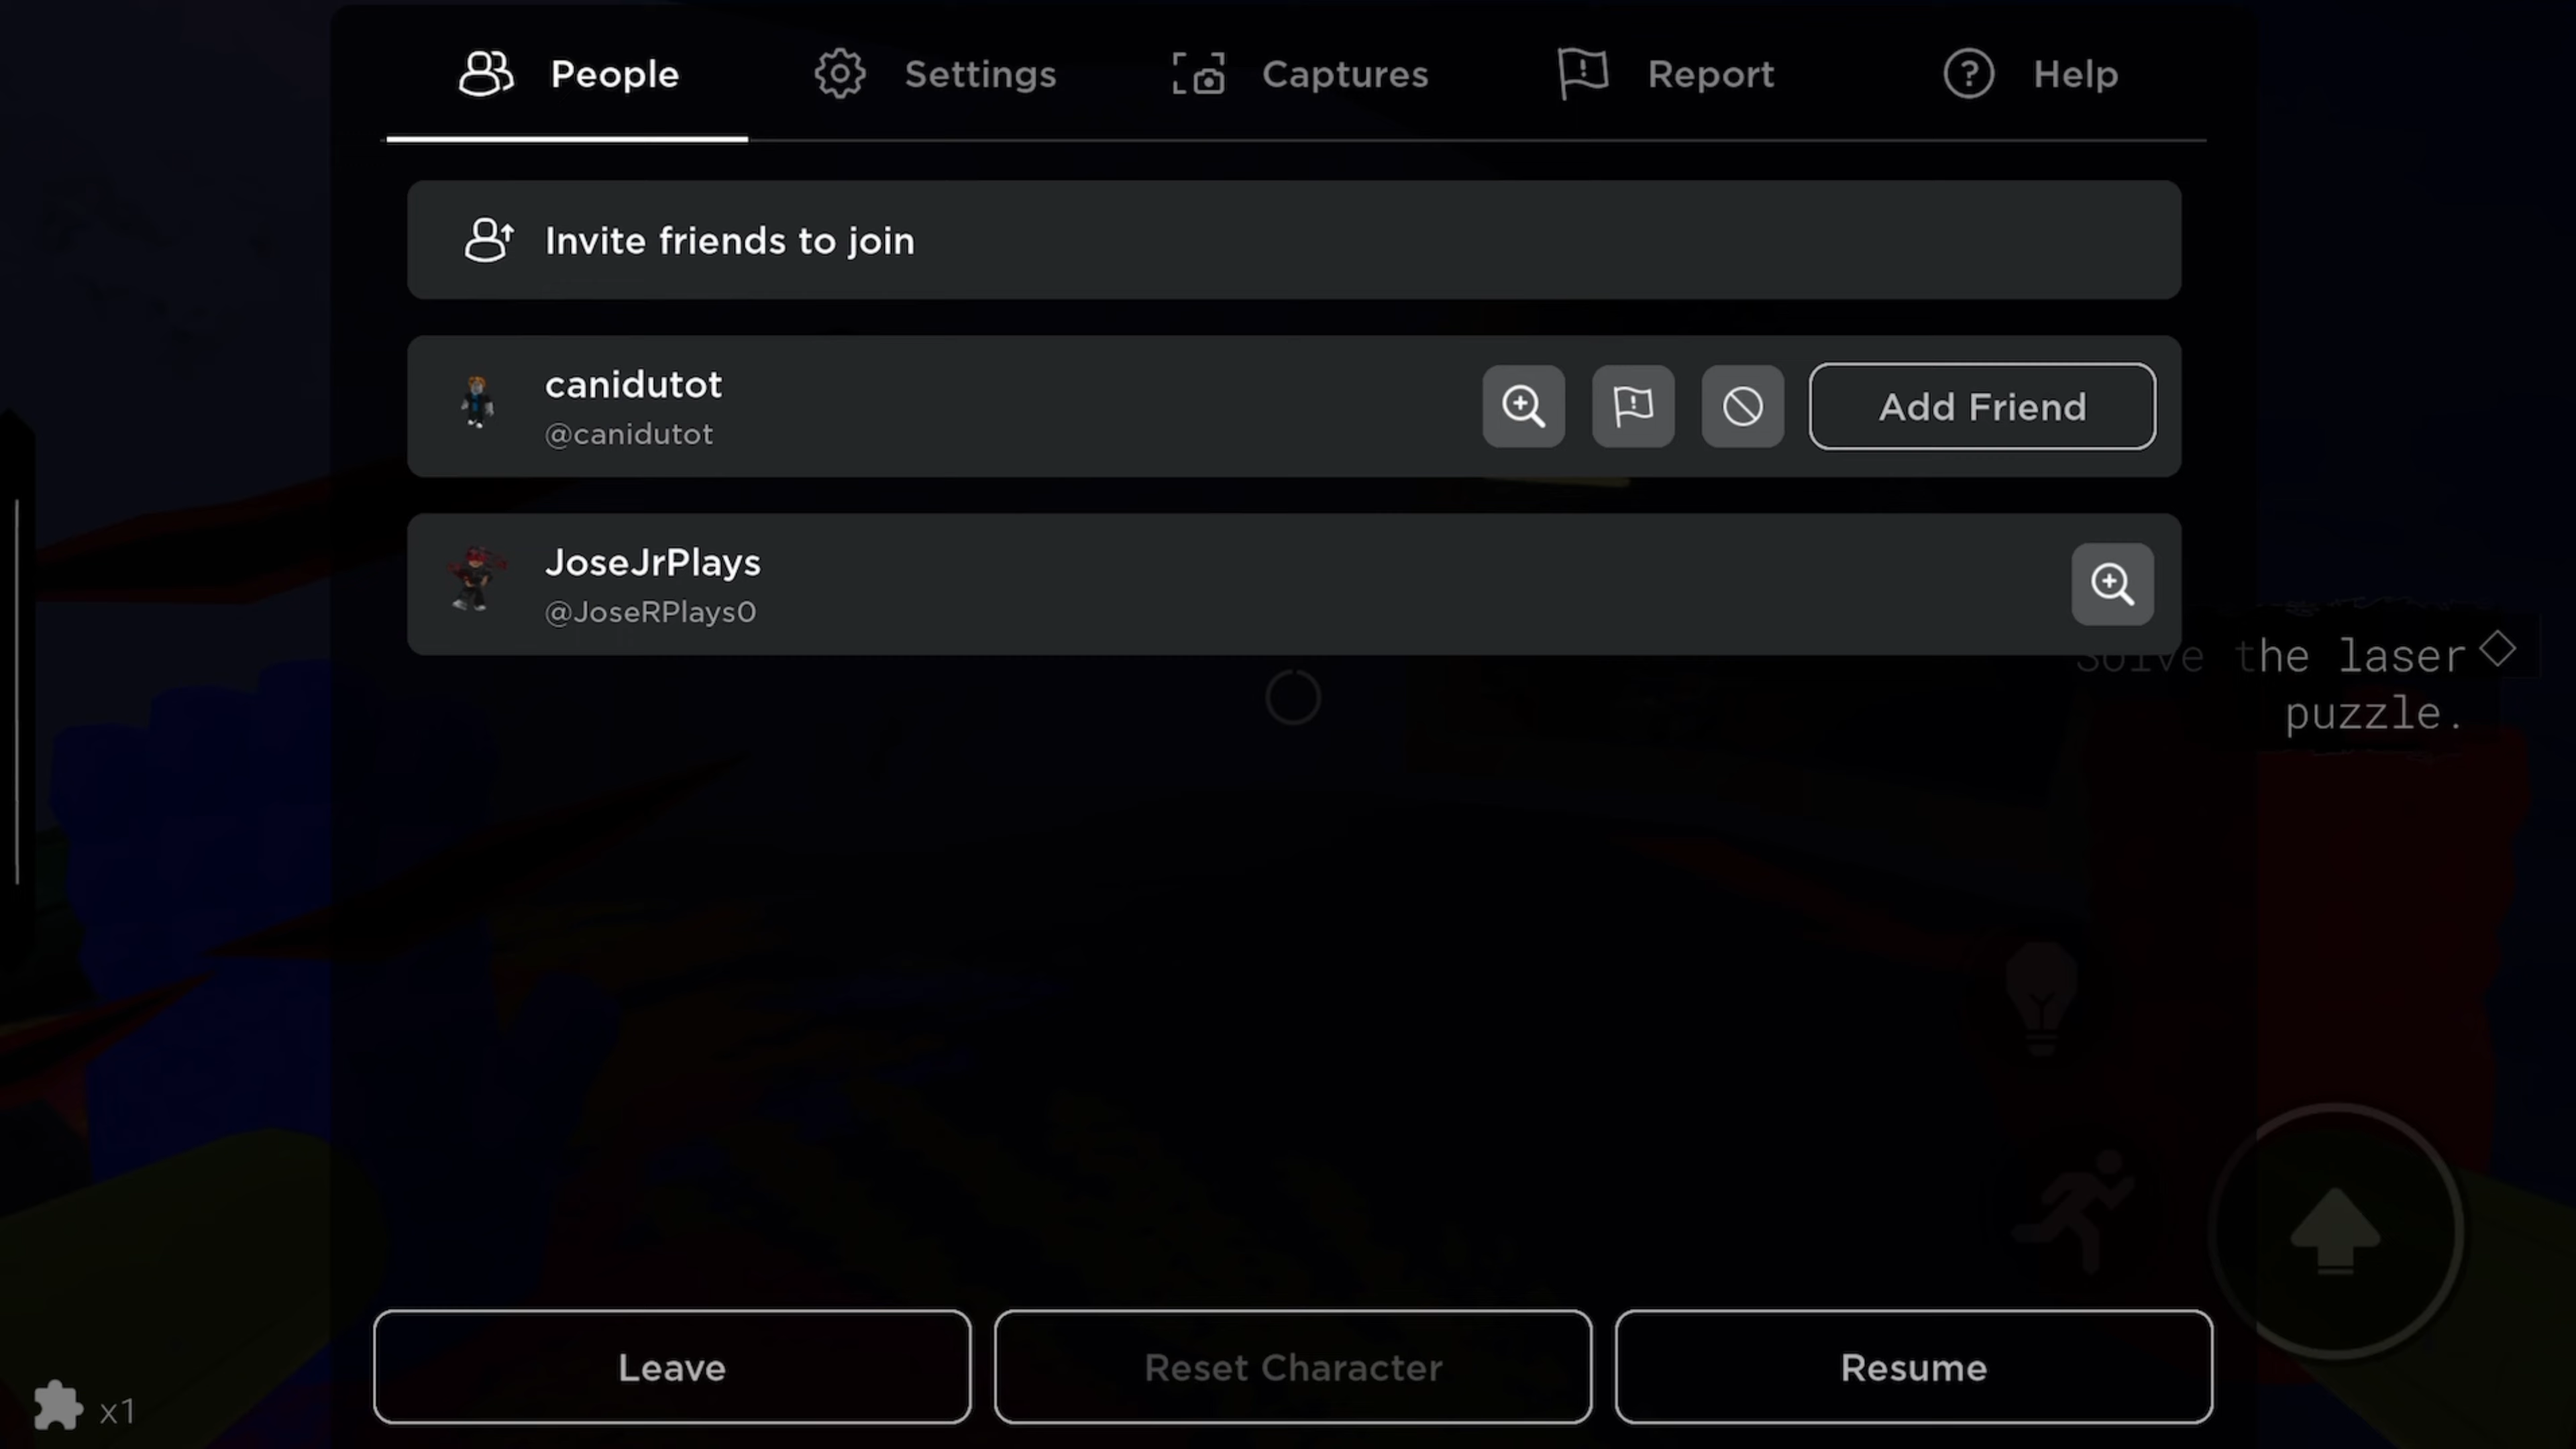 People
Settings
Captures
Report
Help
Invite friends to join
canidutot
@canidutot
Add Friend
JoseJrPlays
@JoseRPlays0
Solve the laser
puzzle.
Leave
Reset Character
Resume
x1